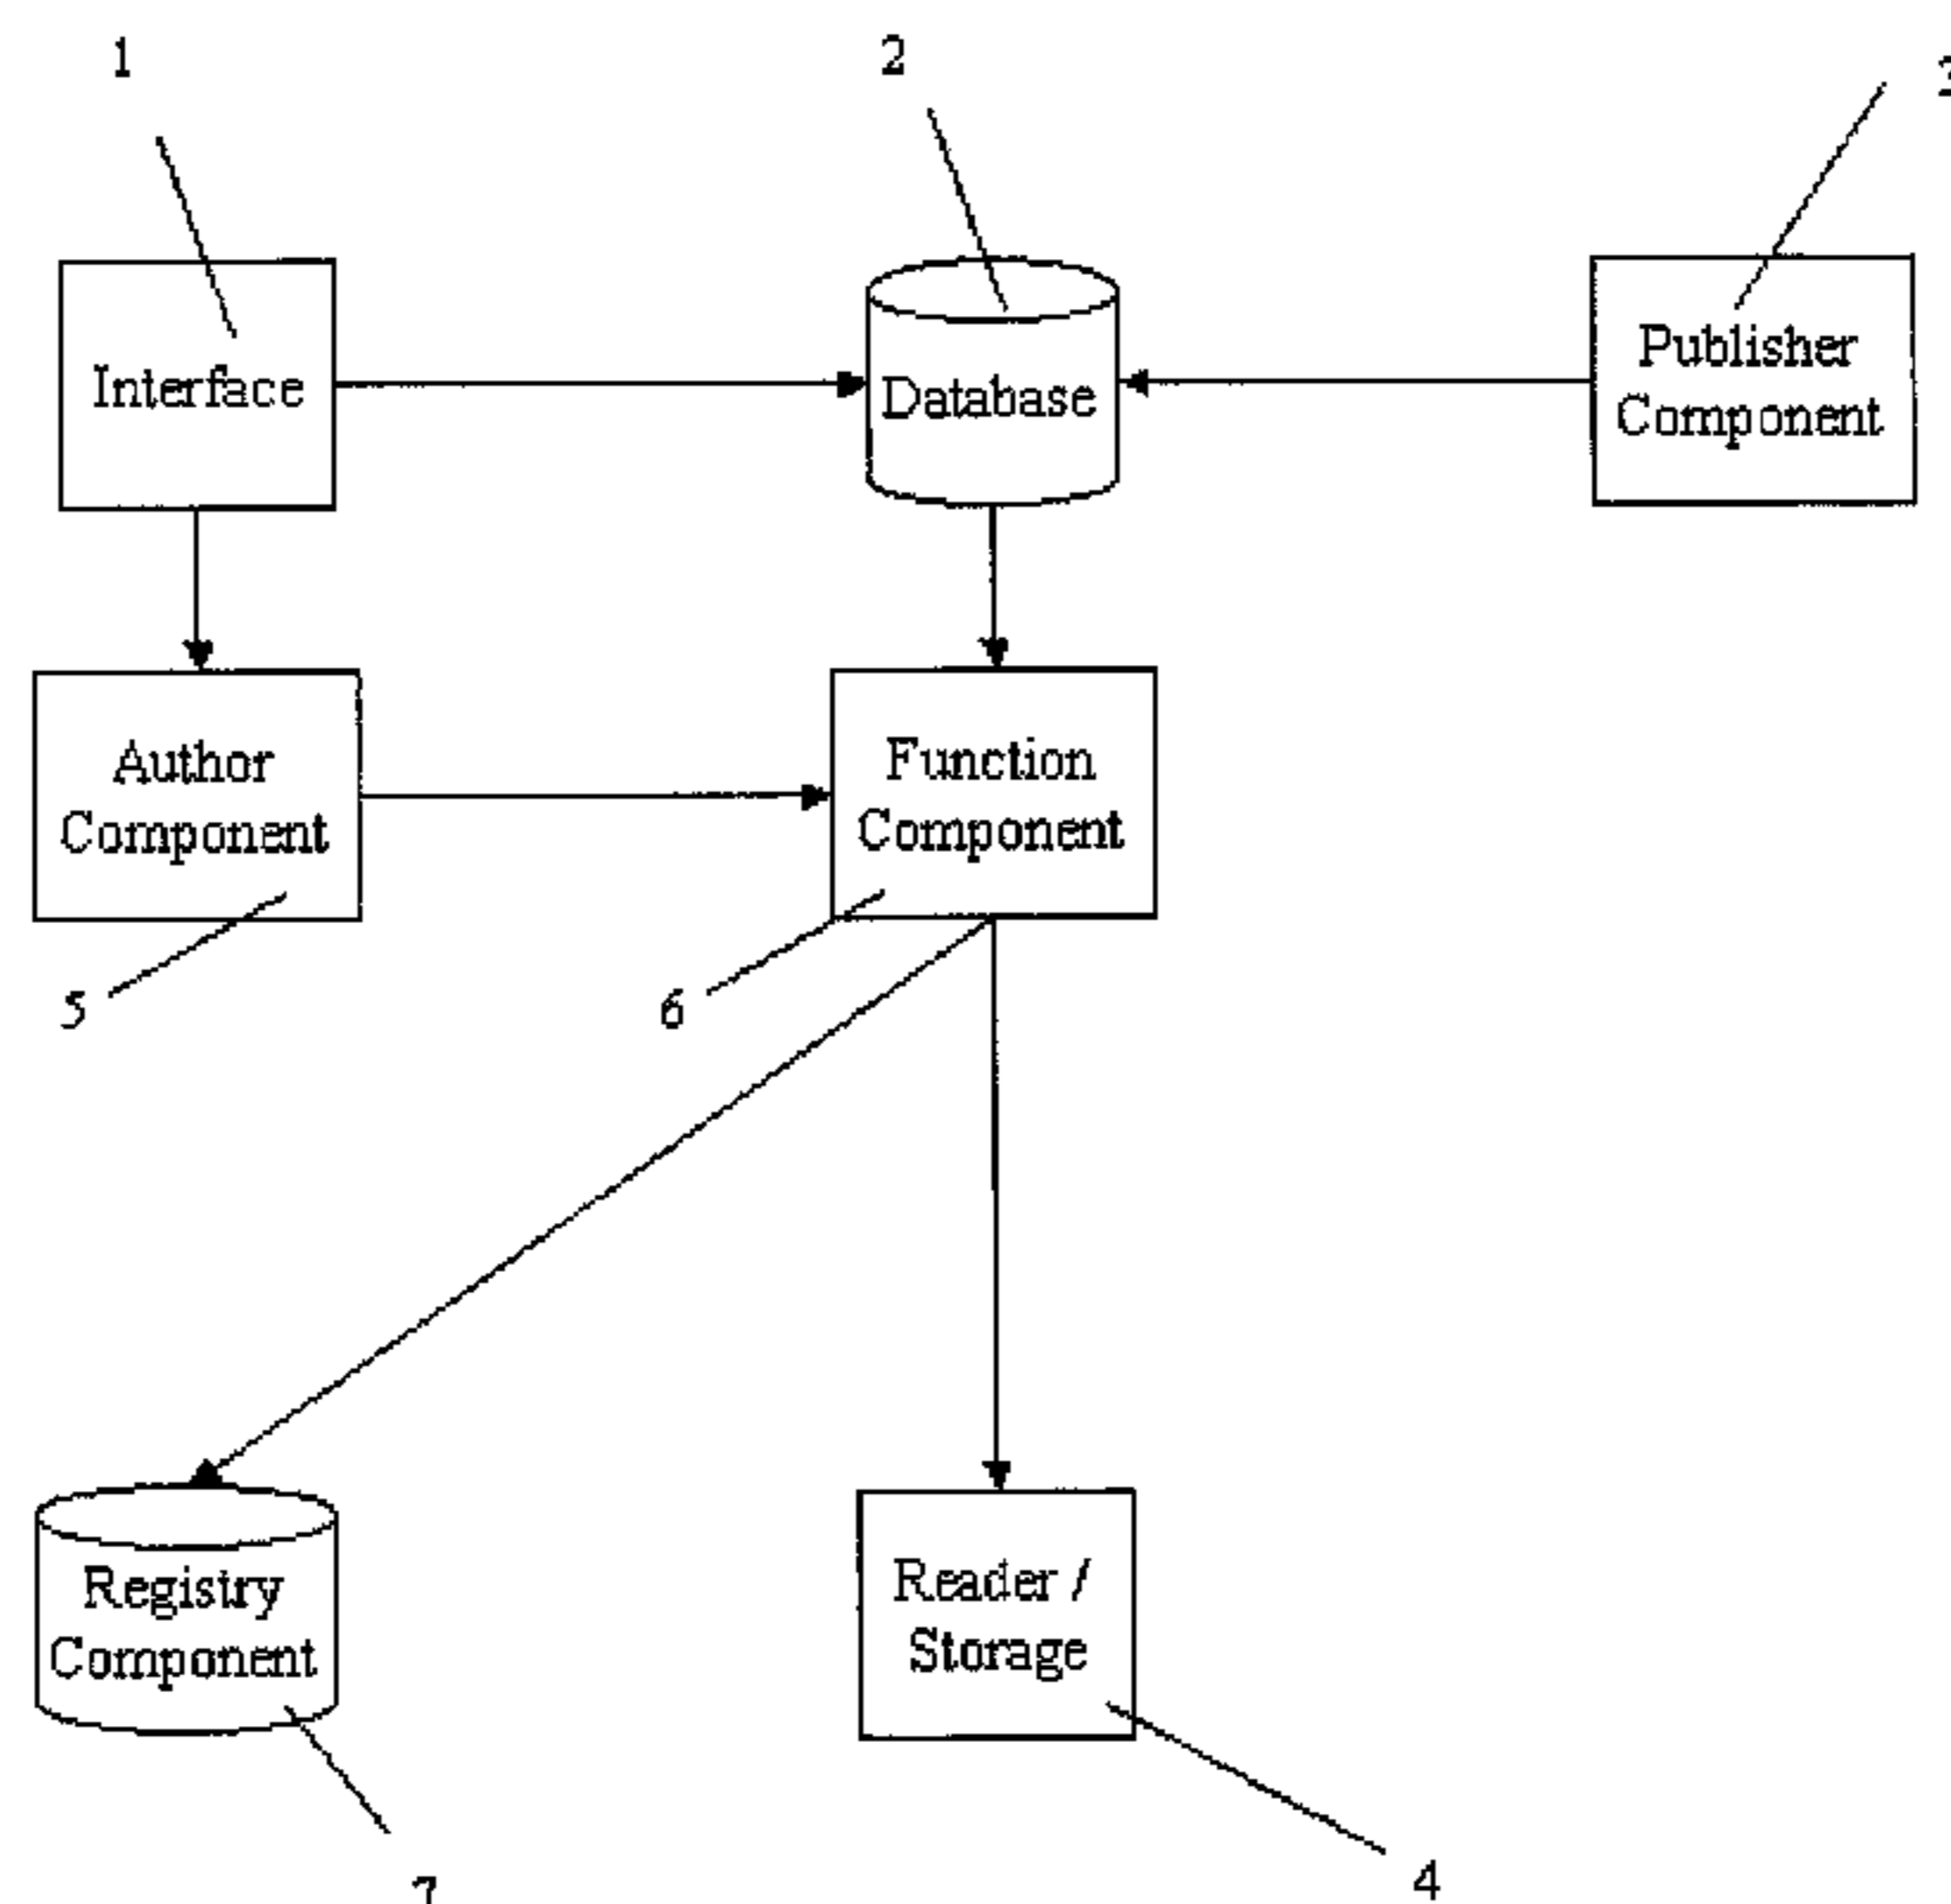 1
2
Interface
Database
Publisher
Component
Author
Component
Function
Component
5
6
Registry
Component
Reader /
Storage
4